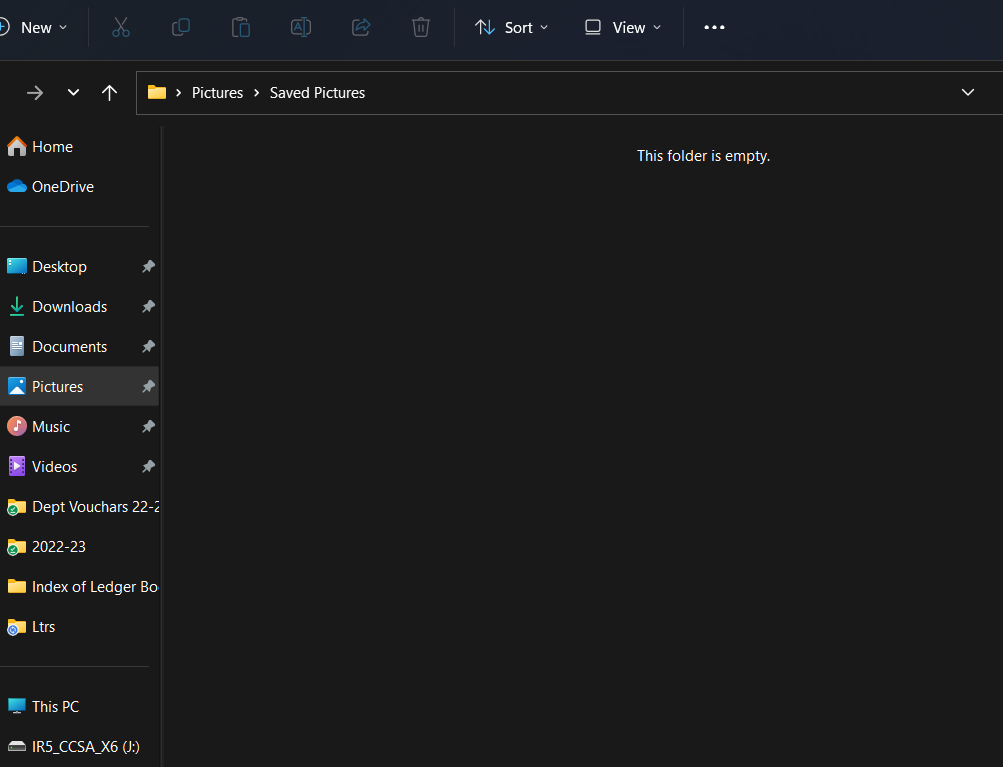 New
Sort
View
Pictures
Saved Pictures
Home
OneDrive
This folder is empty.
Desktop
Downloads
Documents
Pictures
Music
Videos
Dept Vouchars 22-2
2022-23
Index of Ledger Bo
Ltrs
This PC
IR5_CCSA_X6 (J:)